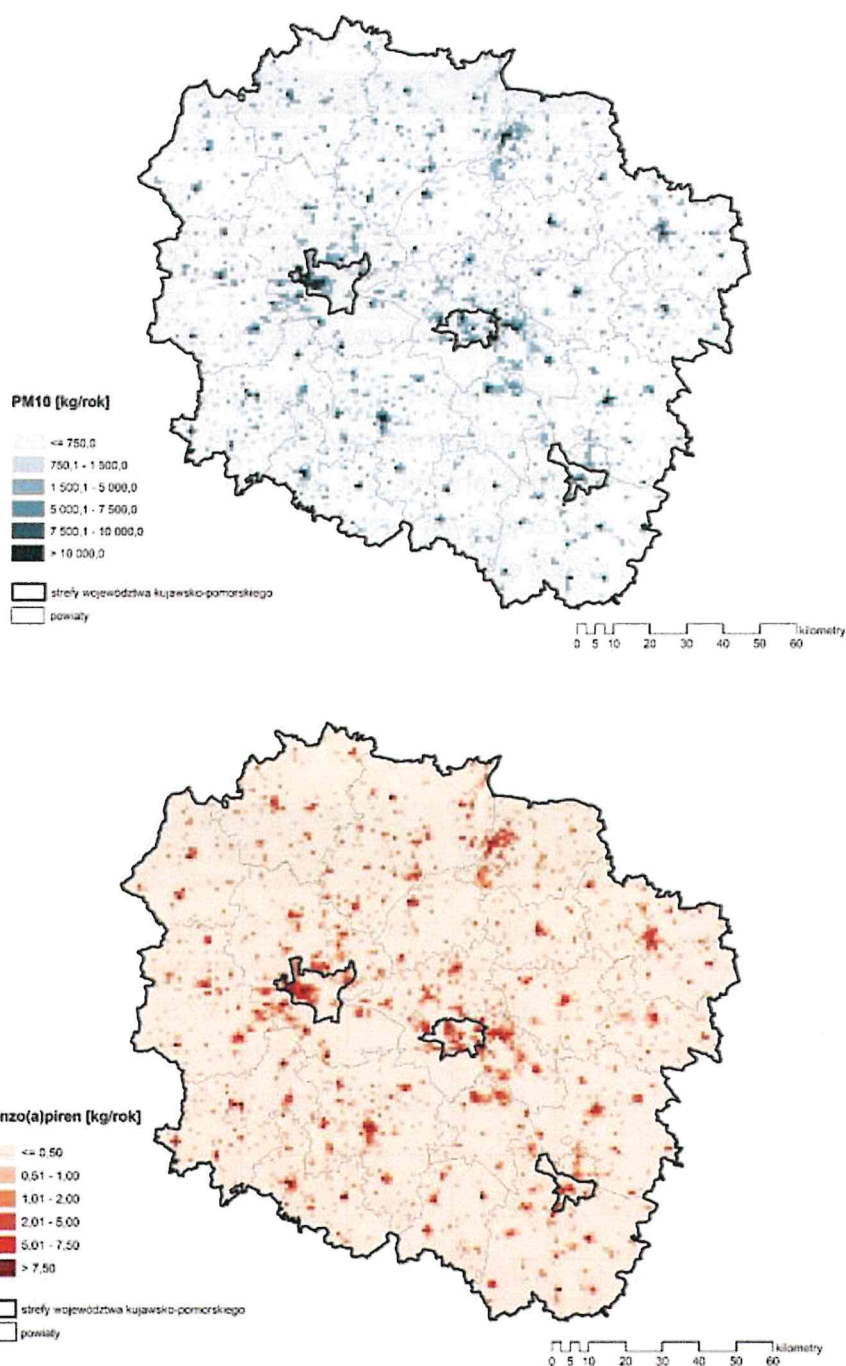 PM10 [kg/rok]
<= 750,0
750,1 - 1 500,0
1 500,1 - 5 000,0
5 000,1 - 7 500,0
7 500,1 - 10 000,0
> 10 000,0
strefy województwa kujawsko-pomorskiego
powiaty
kilometry
0 5 10 20 30 40 50 60
nzo(a)piren [kg/rok]
<= 0,50
0,51 - 1,00
1,01 - 2,00
2,01 - 5,00
5,01 - 7,50
> 7,50
strefy województwa kujawsko-pomorskiego
powiaty
kilometry
0 5 10 20 30 40 50 60